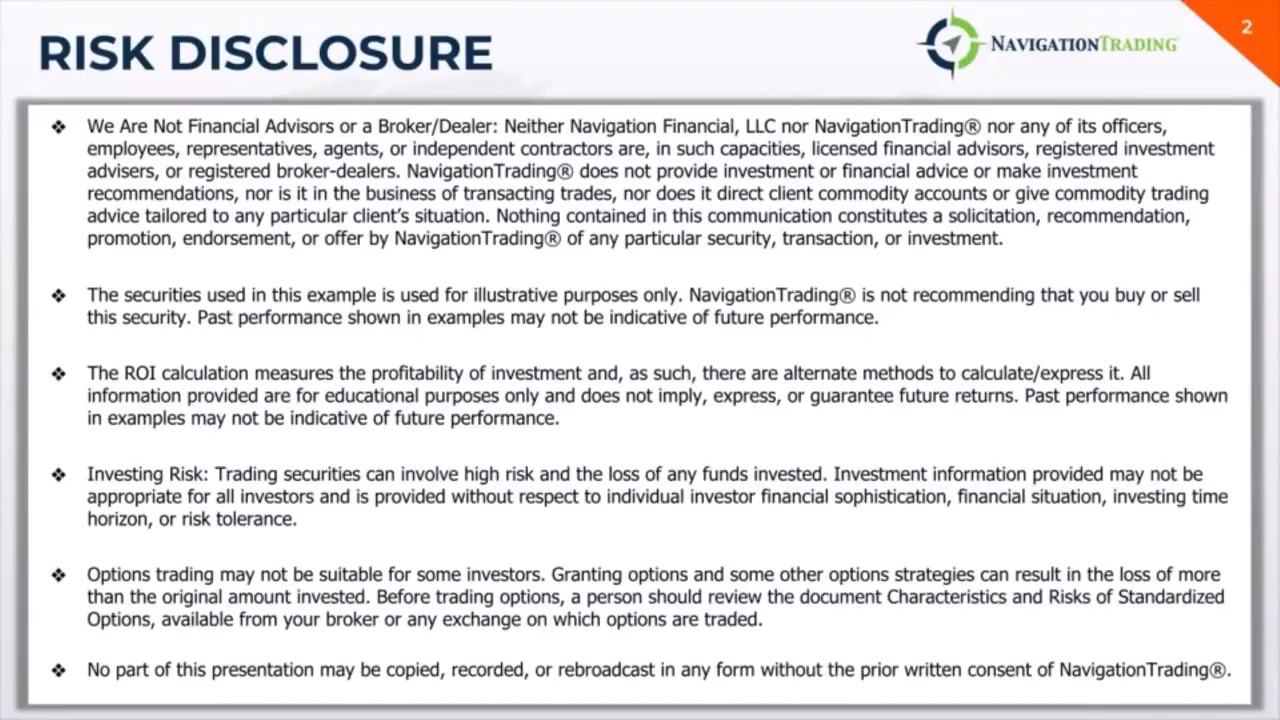 RISK DISCLOSURE
NAVIGATIONTRADING
2
❖ We Are Not Financial Advisors or a Broker/Dealer: Neither Navigation Financial, LLC nor NavigationTrading® nor any of its officers,
employees, representatives, agents, or independent contractors are, in such capacities, licensed financial advisors, registered investment
advisers, or registered broker-dealers. NavigationTrading® does not provide investment or financial advice or make investment
recommendations, nor is it in the business of transacting trades, nor does it direct client commodity accounts or give commodity trading
advice tailored to any particular client's situation. Nothing contained in this communication constitutes a solicitation, recommendation,
promotion, endorsement, or offer by NavigationTrading® of any particular security, transaction, or investment.
❖ The securities used in this example is used for illustrative purposes only. NavigationTrading® is not recommending that you buy or sell
this security. Past performance shown in examples may not be indicative of future performance.
❖ The ROI calculation measures the profitability of investment and, as such, there are alternate methods to calculate/express it. All
information provided are for educational purposes only and does not imply, express, or guarantee future returns. Past performance shown
in examples may not be indicative of future performance.
❖ Investing Risk: Trading securities can involve high risk and the loss of any funds invested. Investment information provided may not be
appropriate for all investors and is provided without respect to individual investor financial sophistication, financial situation, investing time
horizon, or risk tolerance.
❖ Options trading may not be suitable for some investors. Granting options and some other options strategies can result in the loss of more
than the original amount invested. Before trading options, a person should review the document Characteristics and Risks of Standardized
Options, available from your broker or any exchange on which options are traded.
❖ No part of this presentation may be copied, recorded, or rebroadcast in any form without the prior written consent of NavigationTrading®.